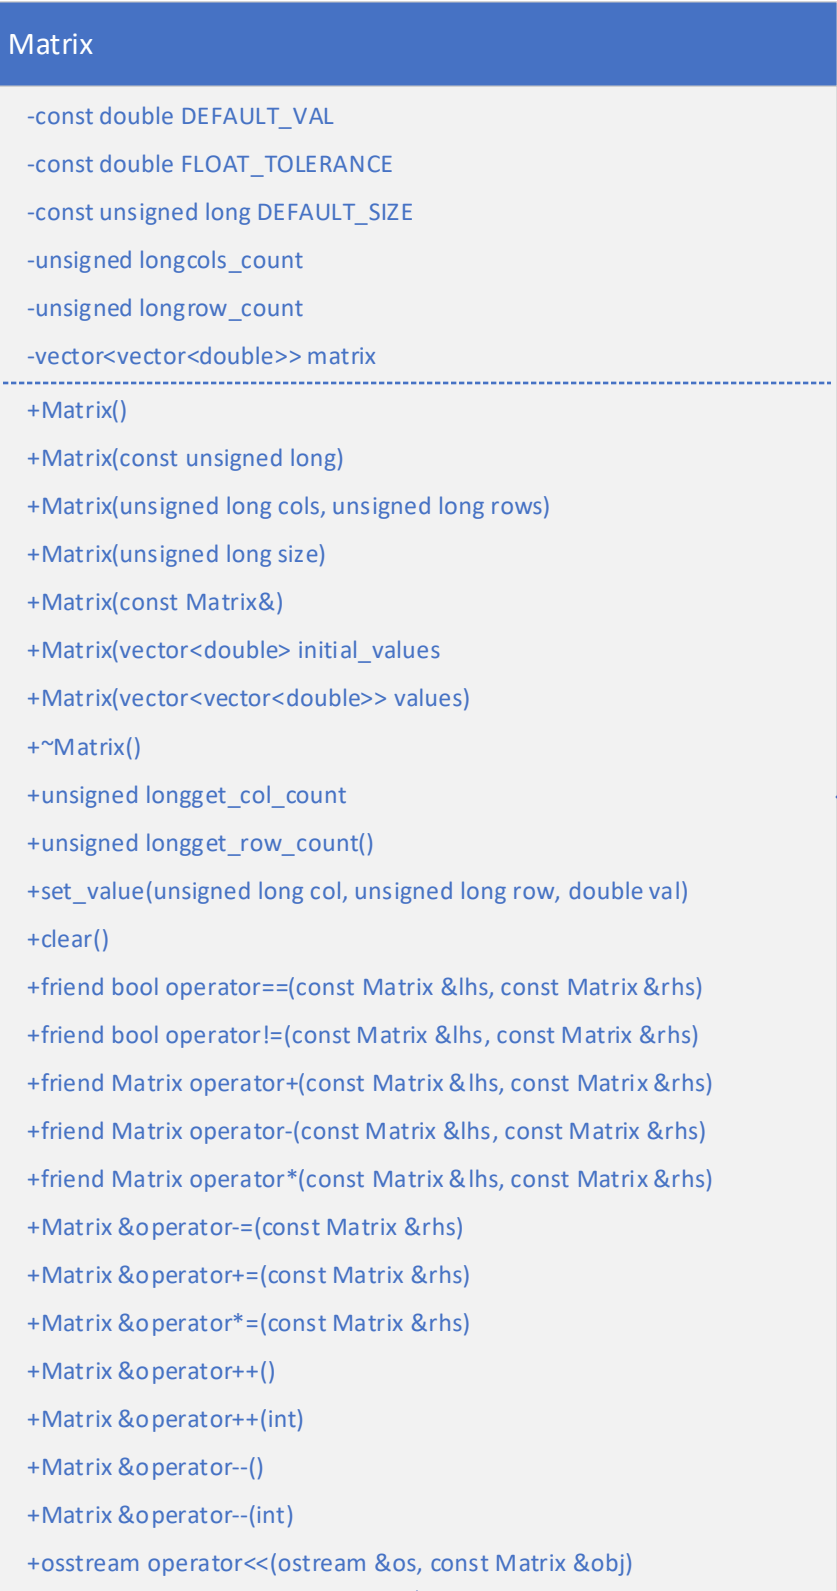 Matrix
-const double DEFAULT_VAL
-const double FLOAT_TOLERANCE
-const unsigned long DEFAULT_SIZE
-unsigned longcols_count
-unsigned longrow_count
-vector<vector<double>> matrix
+Matrix()
+Matrix(const unsigned long)
+Matrix(unsigned long cols, unsigned long rows)
+Matrix(unsigned long size)
+Matrix(const Matrix&)
+Matrix(vector<double> initial_values
+Matrix(vector<vector<double>> values)
+~Matrix()
+unsigned longget_col_count
+unsigned longget_row_count()
+set_value(unsigned long col, unsigned long row, double val)
+clear()
+friend bool operator==(const Matrix &lhs, const Matrix &rhs)
+friend bool operator!=(const Matrix &lhs, const Matrix &rhs)
+friend Matrix operator+(const Matrix &lhs, const Matrix &rhs)
+friend Matrix operator-(const Matrix &lhs, const Matrix &rhs)
+friend Matrix operator*(const Matrix &lhs, const Matrix &rhs)
+Matrix &operator-=(const Matrix &rhs)
+Matrix &operator+=(const Matrix &rhs)
+Matrix &operator*=(const Matrix &rhs)
+Matrix &operator++()
+Matrix &operator++(int)
+Matrix &operator--()
+Matrix &operator--(int)
+osstream operator<<(ostream &os, const Matrix &obj)